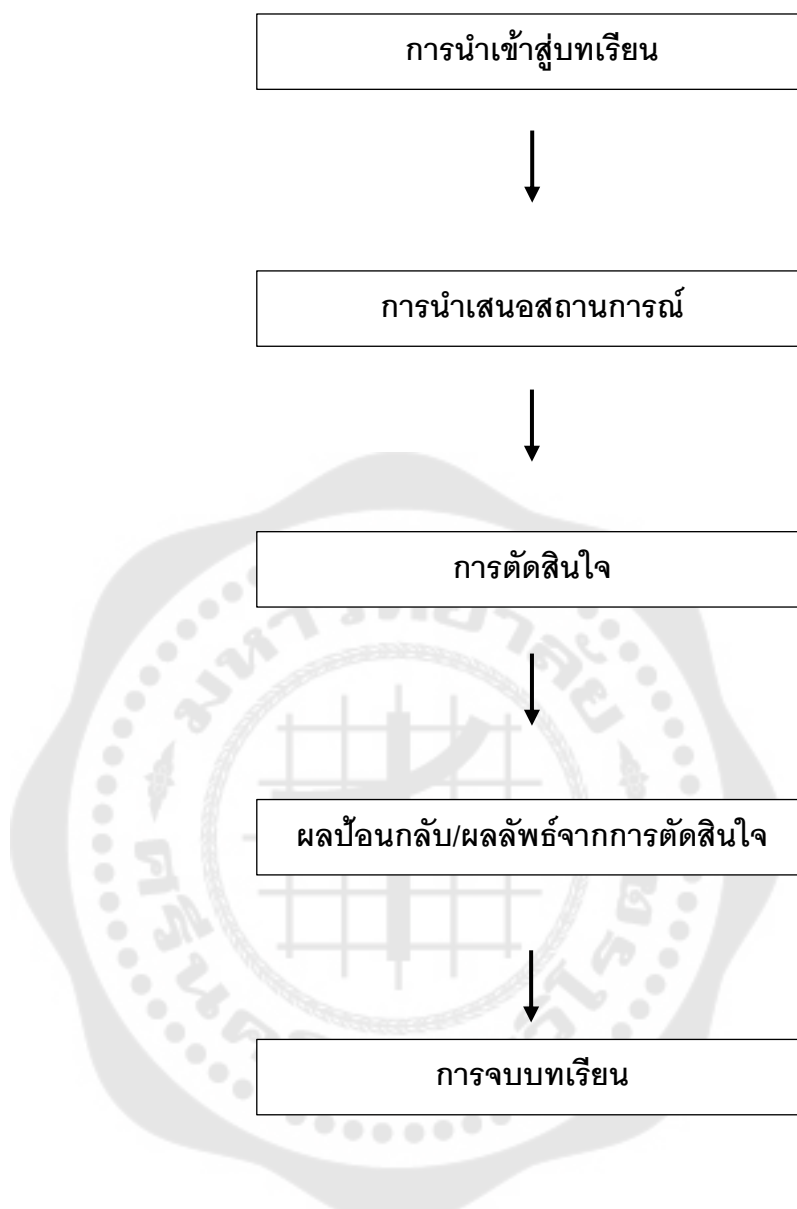 การนำเข้าสู่บทเรียน
การนำเสนอสถานการณ์
การตัดสินใจ
ผลป้อนกลับ/ผลลัพธ์จากการตัดสินใจ
การจบบทเรียน